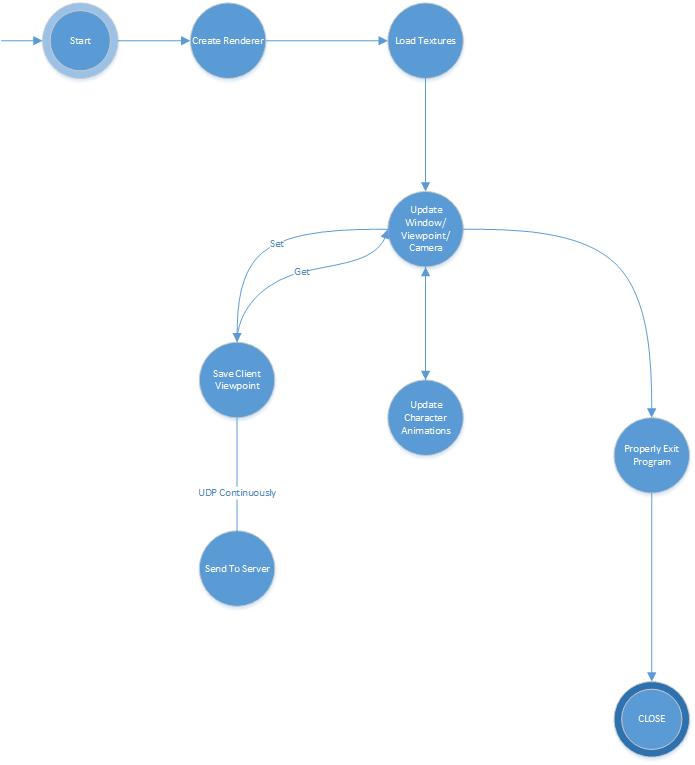 Start
Create Renderer
Load Textures
Update
Window/
Viewpoint/
Camera
Set
Get
Save Client
Viewpoint
Update
Character
Animations
Properly Exit
Program
UDP Continuously
Send To Server
CLOSE